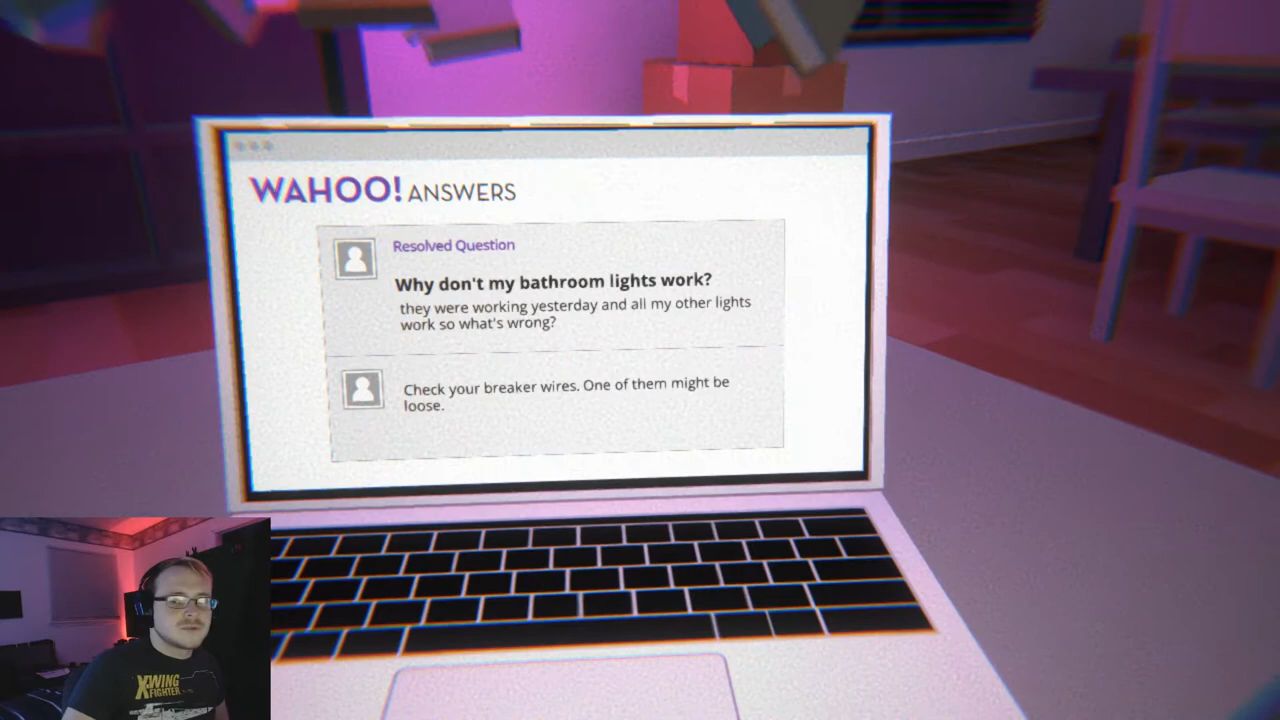 WAHOO! ANSWERS
Resolved Question
Why don't my bathroom lights work?
they were working yesterday and all my other lights
work so what's wrong?
Check your breaker wires. One of them might be
loose.
X-WING
FIGHTER